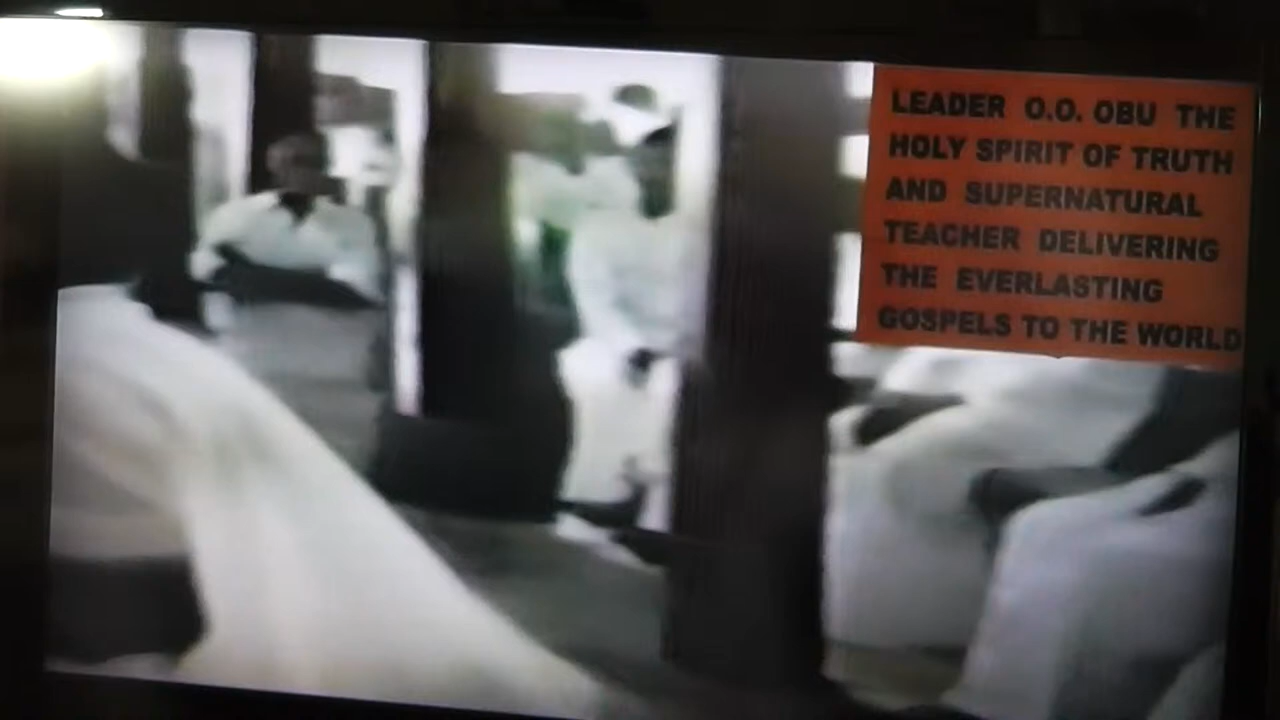 LEADER O.O. OBU THE
HOLY SPIRIT OF TRUTH
AND SUPERNATURAL
TEACHER DELIVERING
THE EVERLASTING
GOSPELS TO THE WORLD